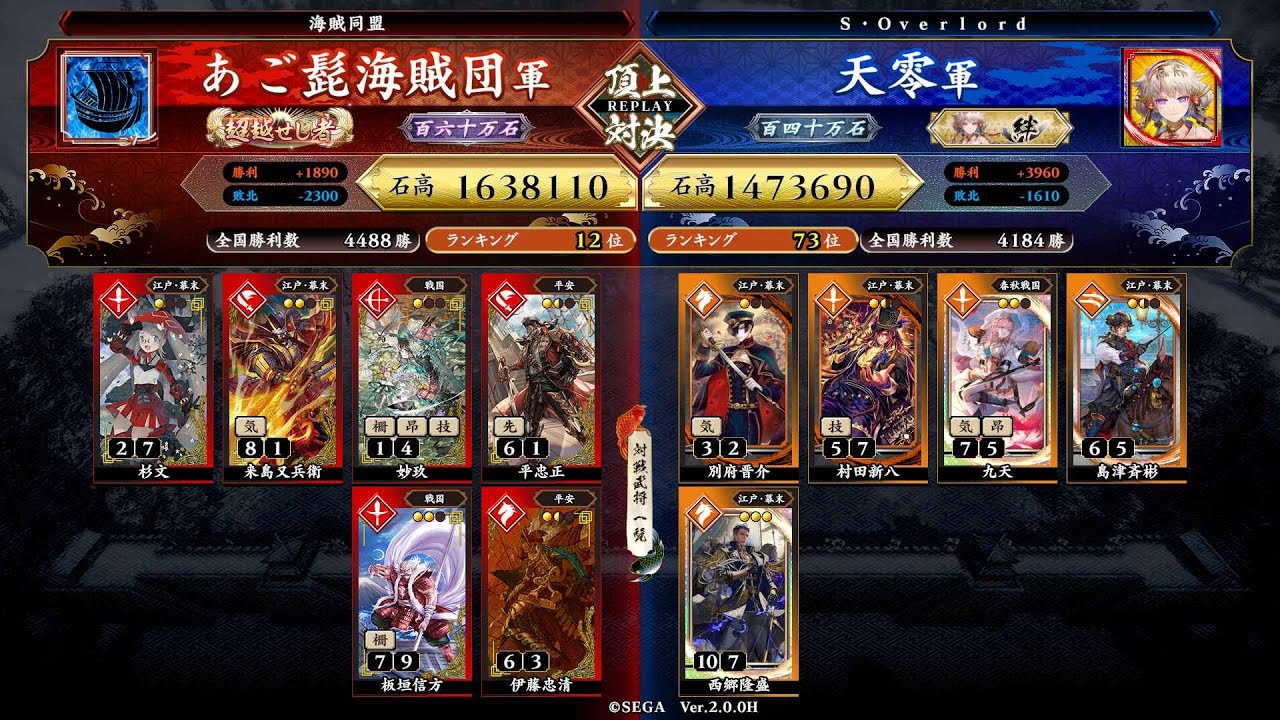 海賊同盟
S・Overlord
あご髭海賊団軍
頂上
REPLAY
対決
天零軍
超越せし者
百六十万石
百四十万石
絆
勝利 +1890
敗北 -2300
石高 1638110
石高 1473690
勝利 +3960
敗北 -1610
全国勝利数 4488勝
ランキング 12位
ランキング 73位
全国勝利数 4184勝
江戸・幕末
江戸・幕末
戦国
平安
江戸・幕末
江戸・幕末
春秋戦国
江戸・幕末
気
柵 昴 技
先
気
技
気 昴
2 7
8 1
1 4
6 1
3 2
5 7
7 5
6 5
杉文
来島又兵衛
妙玖
平忠正
別府晋介
村田新八
九天
島津斉彬
対戦武将一覧
戦国
平安
江戸・幕末
柵
7 9
6 3
10 7
板垣信方
伊藤忠清
西郷隆盛
©SEGA Ver.2.0.0H